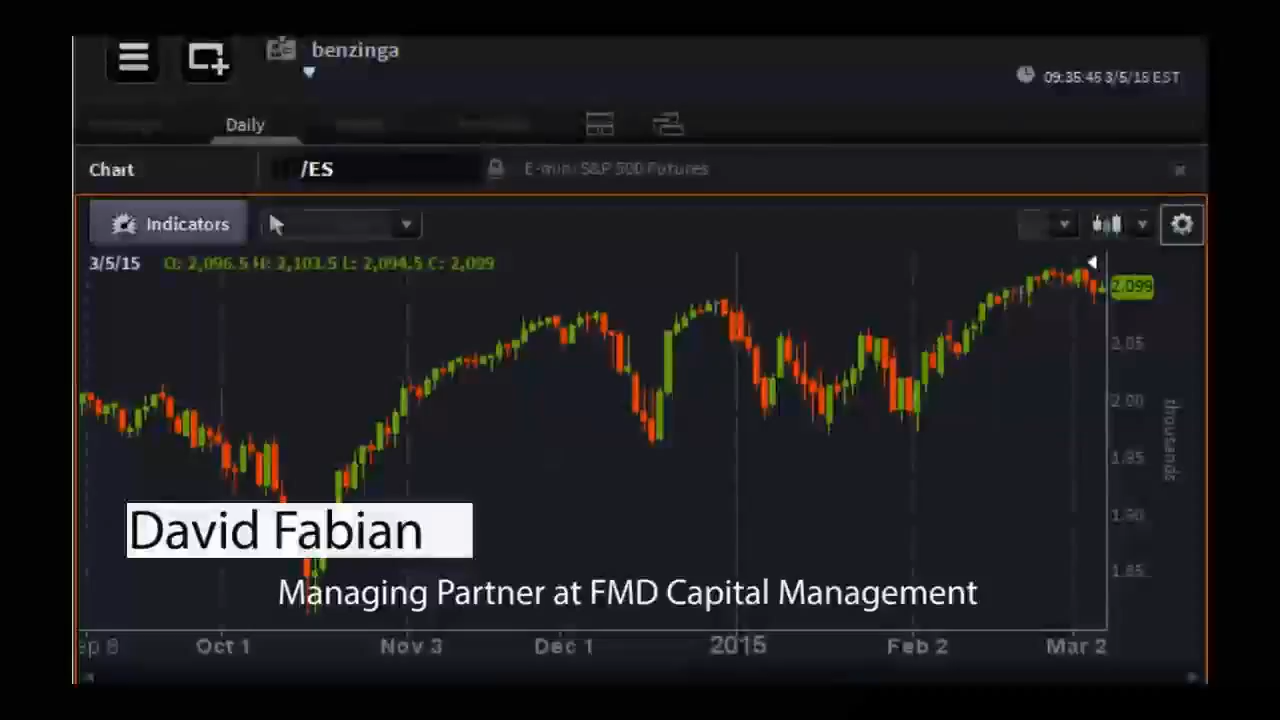 benzinga
09:35:45 3/5/15 EST
Daily
Chart
/ES
E-mini S&P 500 Futures
Indicators
3/5/15 O: 2,096.5 H: 2,103.5 L: 2,094.5 C: 2,099
2,099
2.05
2.00
1.95
1.90
1.85
thousands
David Fabian
Managing Partner at FMD Capital Management
Oct 1 Nov 3 Dec 1 2015 Feb 2 Mar 2